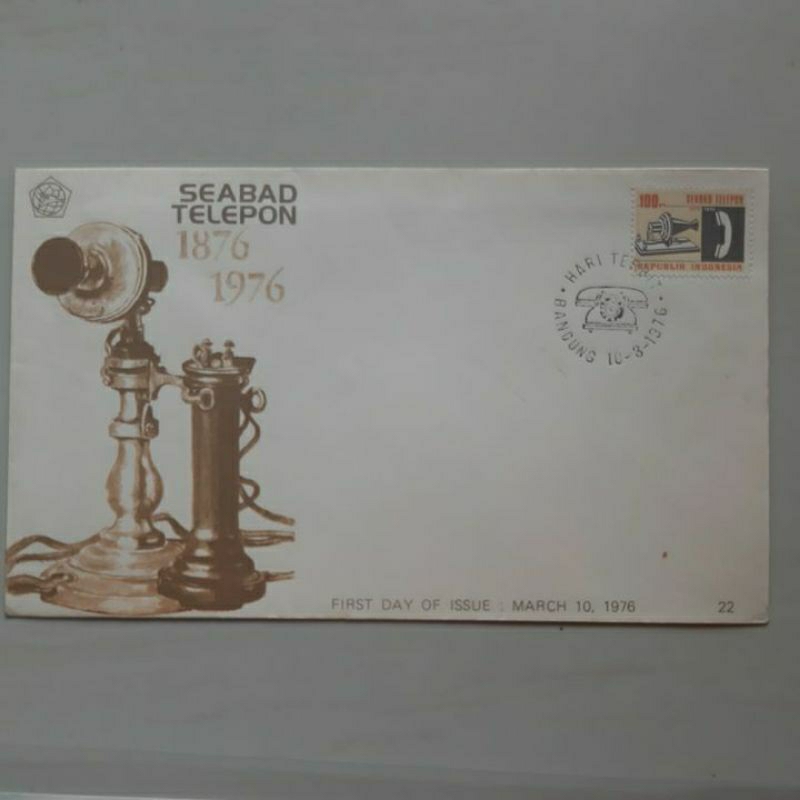 SEABAD
TELEPON
1876
1976
100,-
SEABAD TELEPON
REPUBLIK INDONESIA
HARI
BANDUNG 10-3-1976
FIRST DAY OF ISSUE : MARCH 10, 1976
22